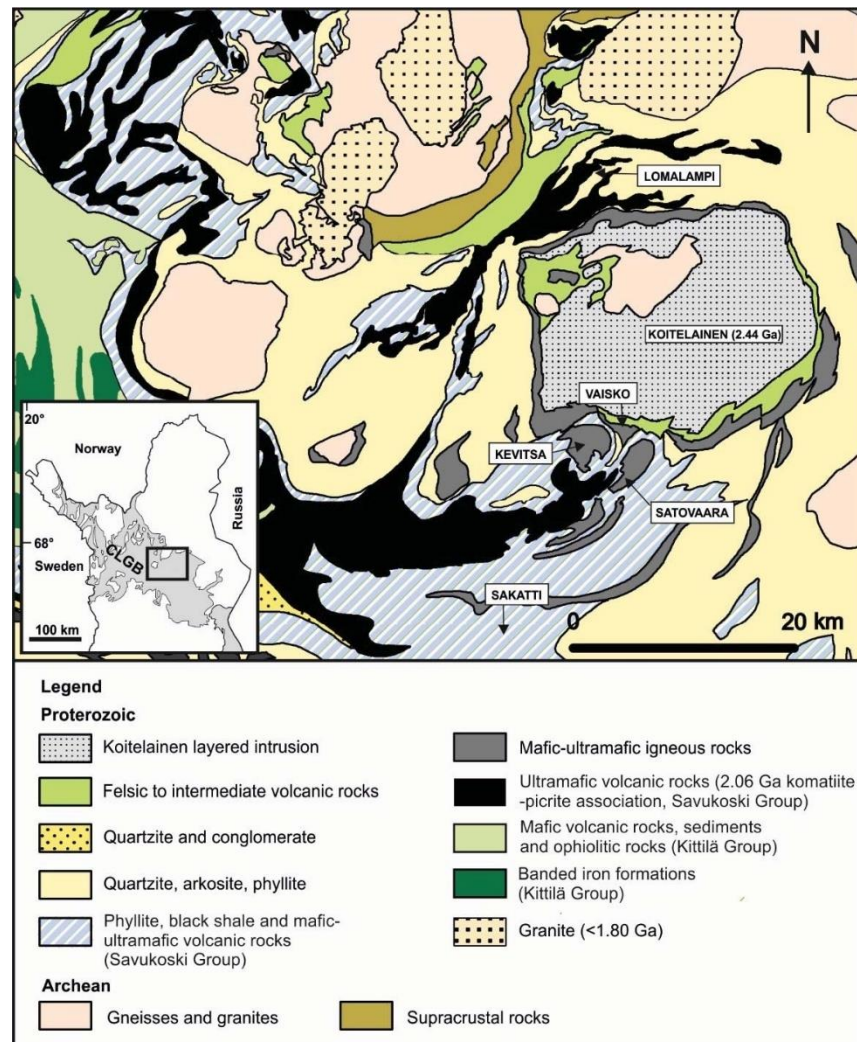 N
LOMALAMPI
KOITELAINEN (2.44 Ga)
VAISKO
KEVITSA
SATOVAARA
SAKATTI
0 20 km
20°
Norway
Russia
68°
Sweden
CLGB
100 km
Legend
Proterozoic
Koitelainen layered intrusion
Felsic to intermediate volcanic rocks
Quartzite and conglomerate
Quartzite, arkosite, phyllite
Phyllite, black shale and mafic-
ultramafic volcanic rocks
(Savukoski Group)
Mafic-ultramafic igneous rocks
Ultramafic volcanic rocks (2.06 Ga komatiite
-picrite association, Savukoski Group)
Mafic volcanic rocks, sediments
and ophiolitic rocks (Kittilä Group)
Banded iron formations
(Kittilä Group)
Granite (<1.80 Ga)
Archean
Gneisses and granites
Supracrustal rocks